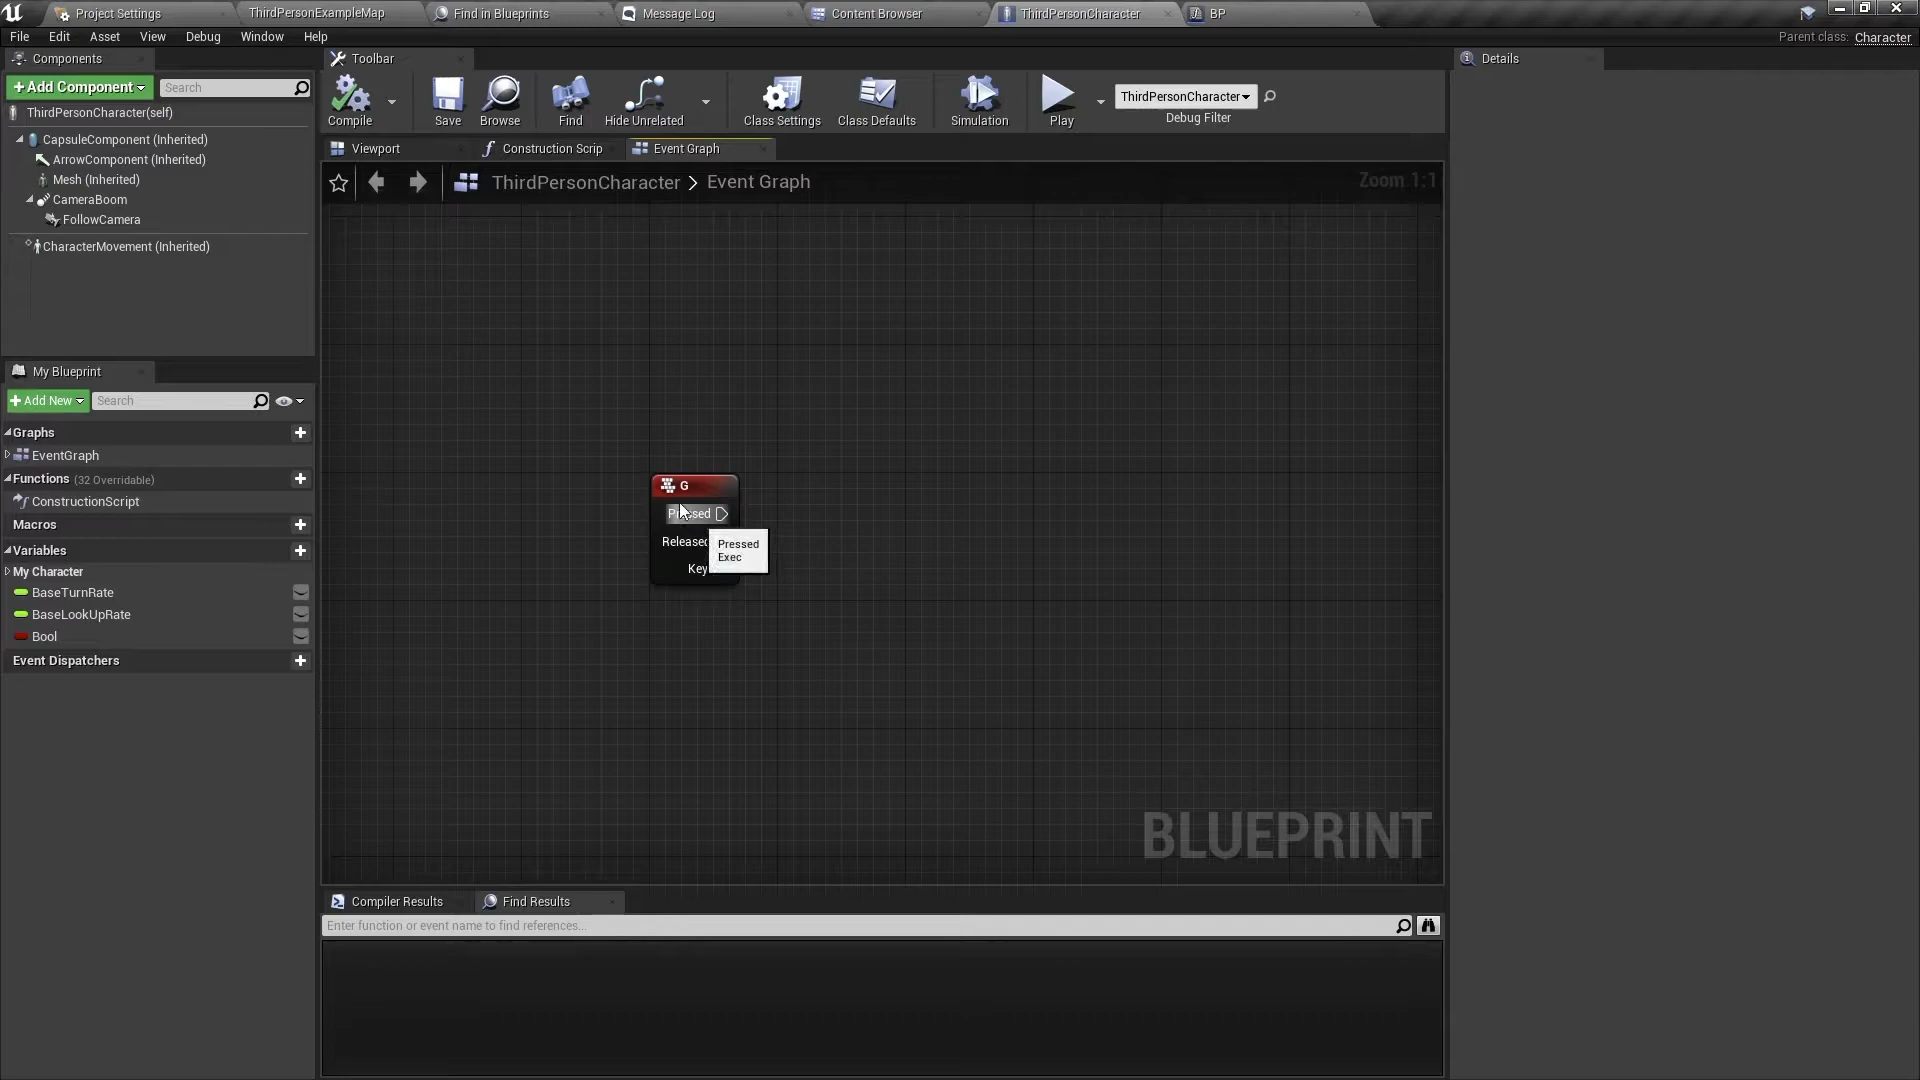 Project Settings
ThirdPersonExampleMap
Find in Blueprints
Message Log
Content Browser
ThirdPersonCharacter
BP
File
Edit
Asset
View
Debug
Window
Help
Parent class:
Character
Components
+Add Component
Search
ThirdPersonCharacter(self)
CapsuleComponent (Inherited)
ArrowComponent (Inherited)
Mesh (Inherited)
CameraBoom
FollowCamera
CharacterMovement (Inherited)
My Blueprint
+Add New
Search
Graphs
EventGraph
Functions (32 Overridable)
ConstructionScript
Macros
Variables
My Character
BaseTurnRate
BaseLookUpRate
Bool
Event Dispatchers
Toolbar
Compile
Save
Browse
Find
Hide Unrelated
Class Settings
Class Defaults
Simulation
Play
ThirdPersonCharacter
Debug Filter
Viewport
Construction Scrip
Event Graph
ThirdPersonCharacter > Event Graph
Zoom 1:1
G
Pressed
Released
Key
Pressed
Exec
BLUEPRINT
Compiler Results
Find Results
Enter function or event name to find references...
Details